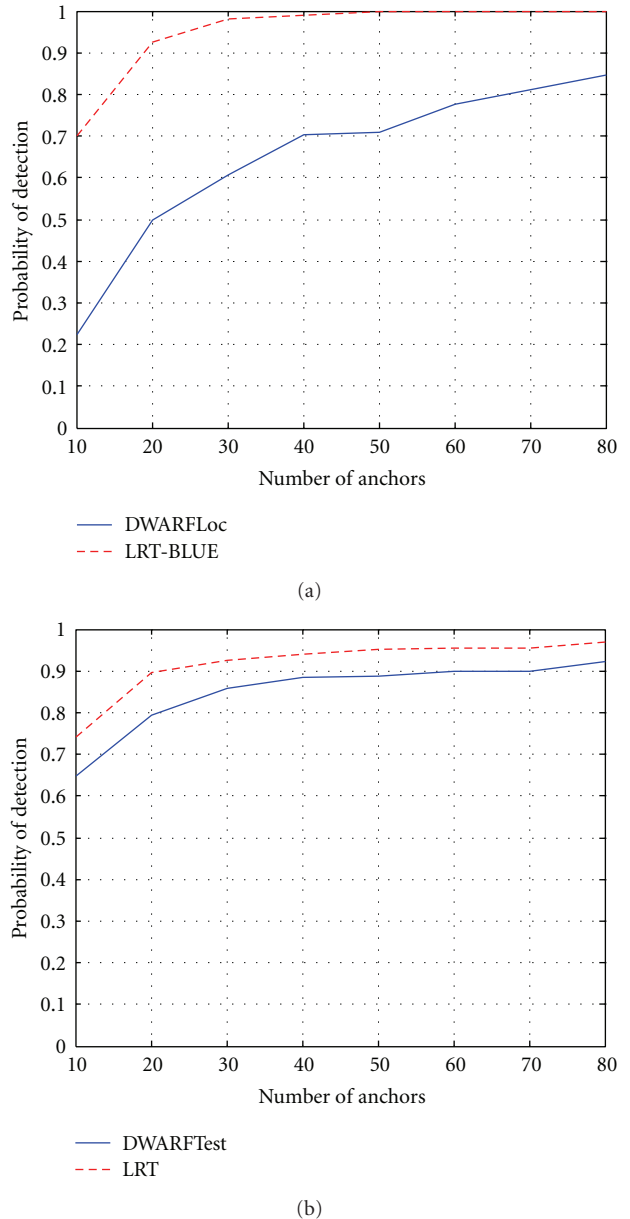 1
0.9
0.8
0.7
0.6
0.5
0.4
0.3
0.2
0.1
0
Probability of detection
10 20 30 40 50 60 70 80
Number of anchors
DWARFLoc
LRT-BLUE
(a)
1
0.9
0.8
0.7
0.6
0.5
0.4
0.3
0.2
0.1
0
Probability of detection
10 20 30 40 50 60 70 80
Number of anchors
DWARFTest
LRT
(b)